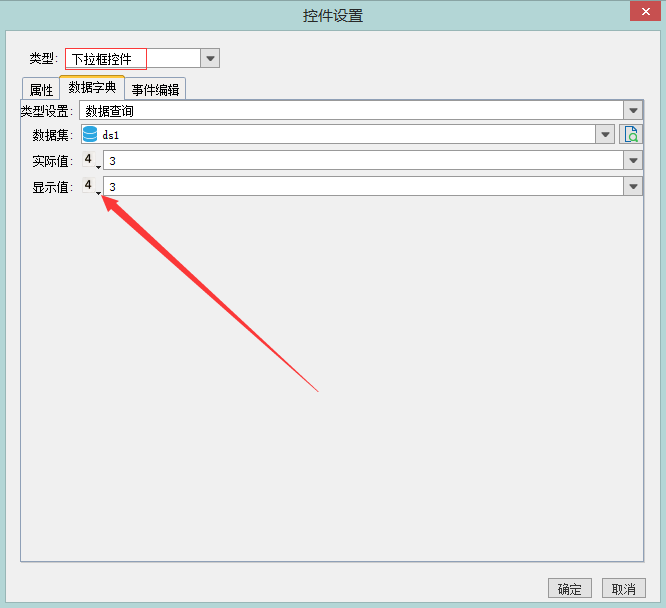 控件设置
类型: 下拉框控件
属性 数据字典 事件编辑
类型设置: 数据查询
数据集: ds1
实际值: 4 3
显示值: 4 3
确定 取消